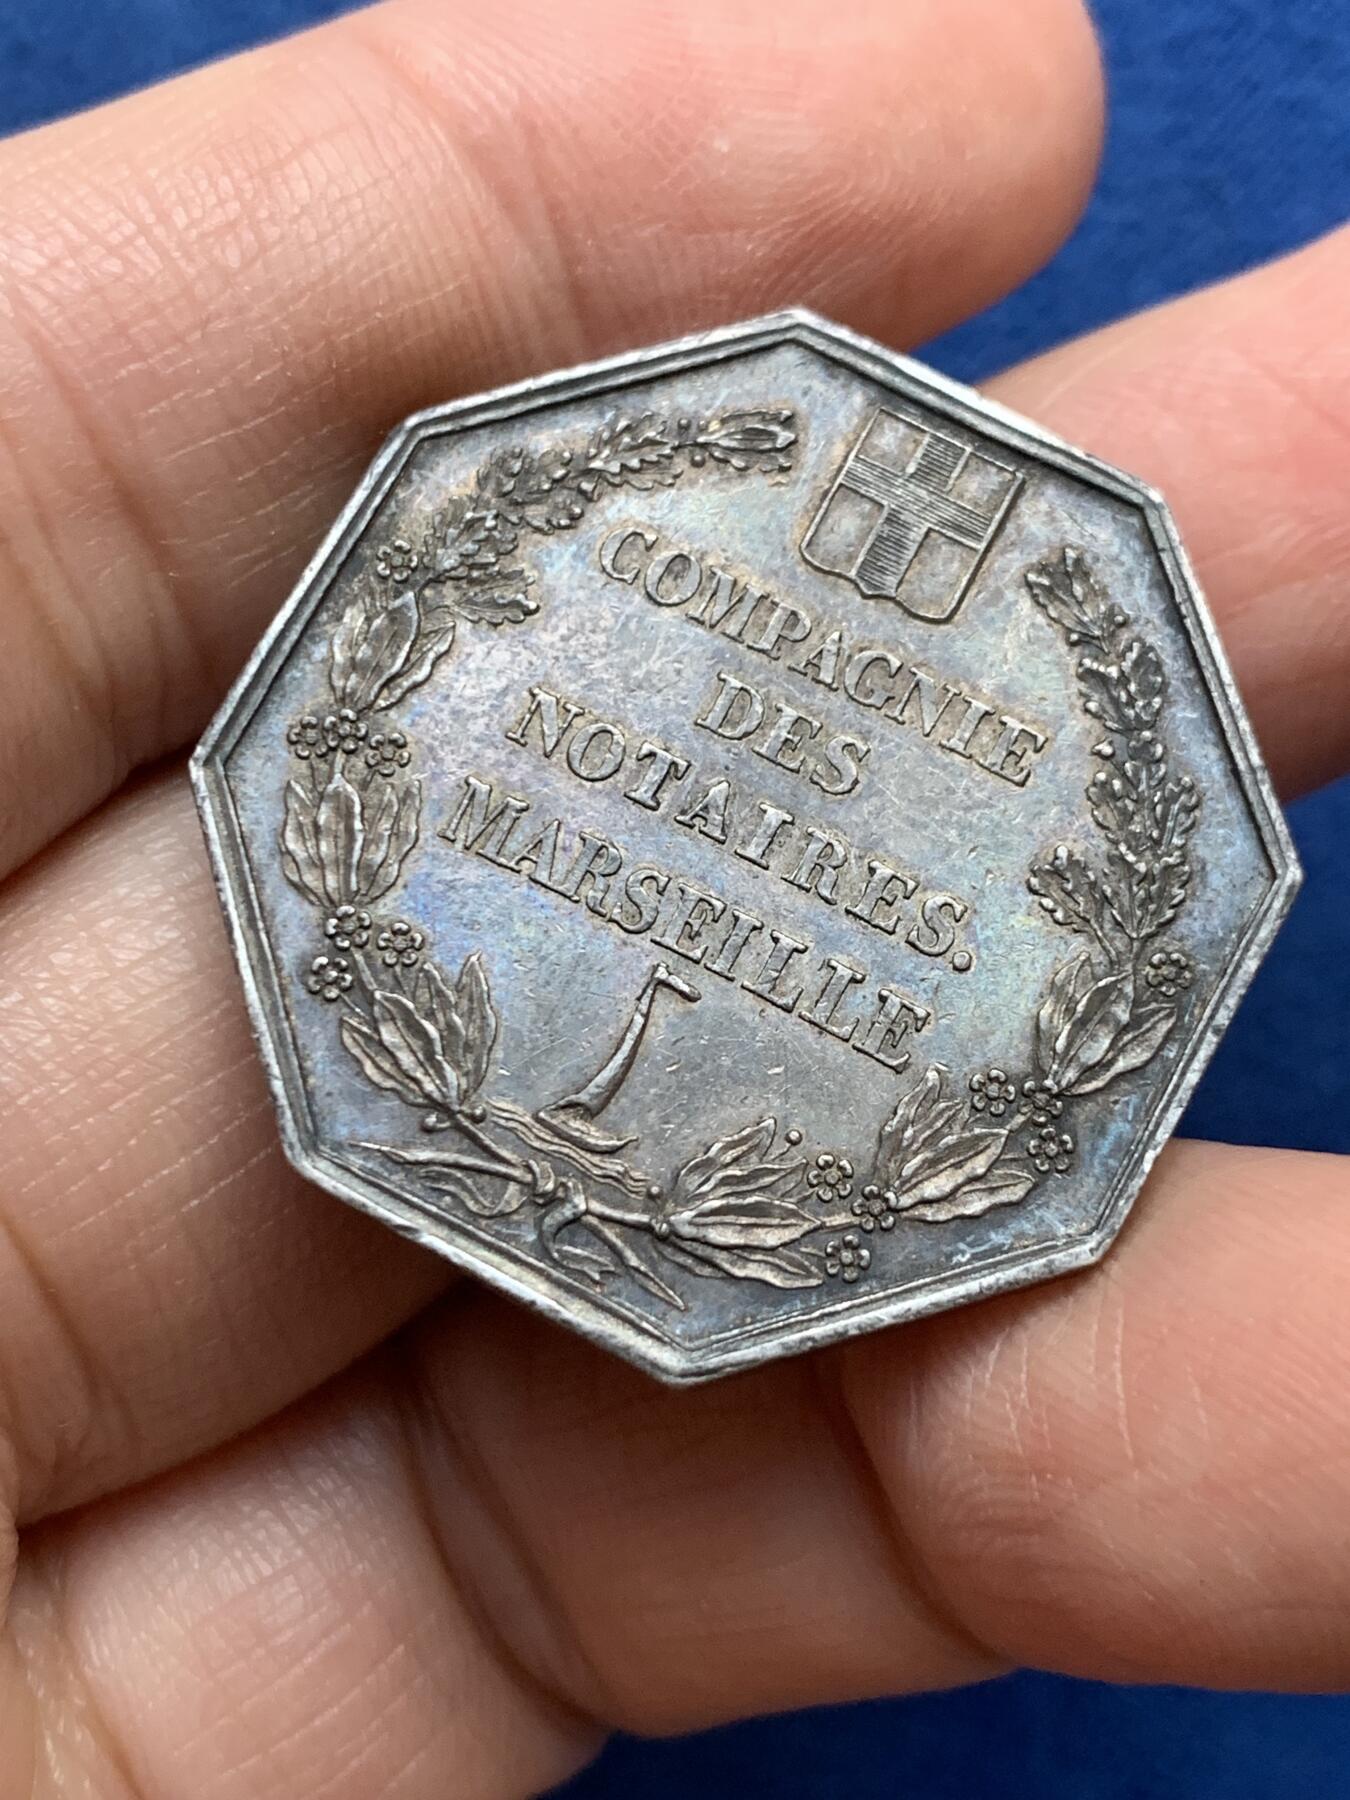 COMPAGNIE
DES
NOTAIRES.
MARSEILLE